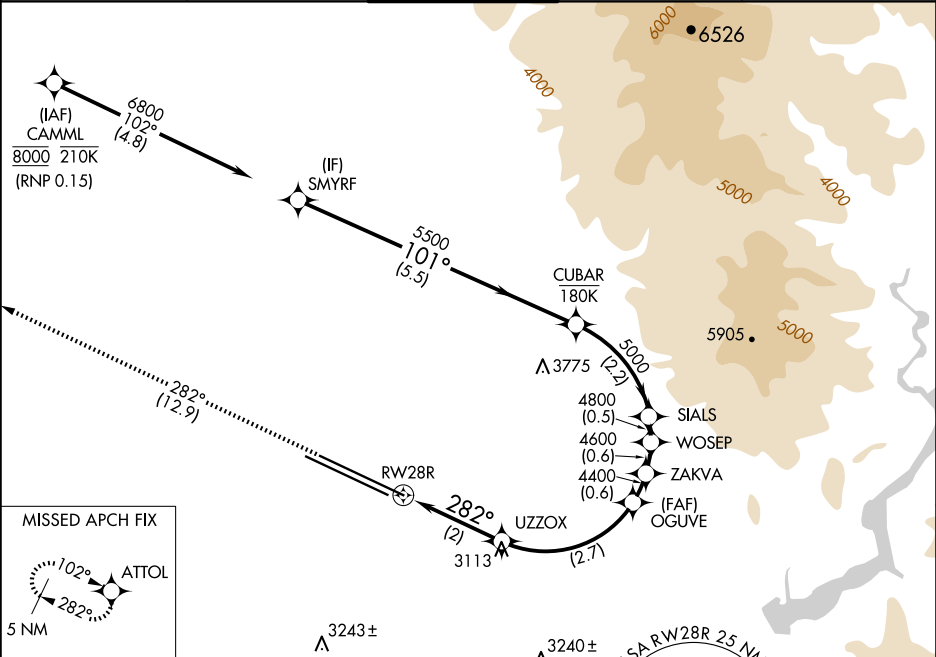 6000
6526
4000
6800
102°
(4.8)
(IAF)
CAMML
8000 210K
(RNP 0.15)
(IF)
SMYRF
5000
4000
5500
101°
(5.5)
CUBAR
180K
5905
5000
3775
5000
(2.2)
282°
(12.9)
4800
(0.5)
SIALS
4600
(0.6)
WOSEP
4400
(0.6)
ZAKVA
(FAF)
OGUVE
RW28R
282°
(2)
UZZOX
3113
(2.7)
MISSED APCH FIX
102°
ATTOL
282°
5 NM
3243±
3240±
SA RW28R 25 NM